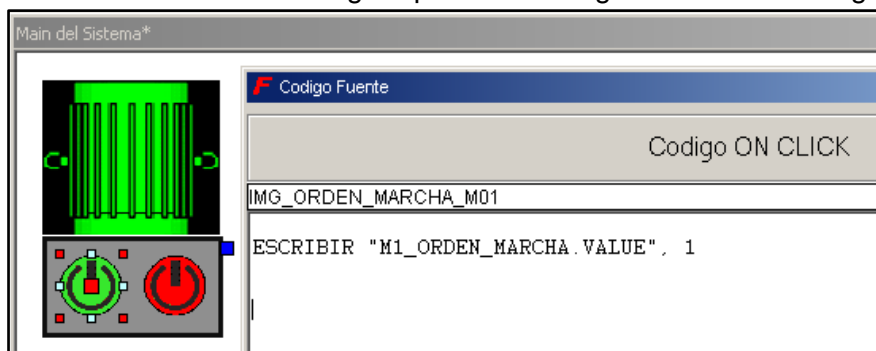 Main del Sistema*
F Codigo Fuente
Codigo ON CLICK
IMG_ORDEN_MARCHA_M01
ESCRIBIR "M1_ORDEN_MARCHA.VALUE", 1